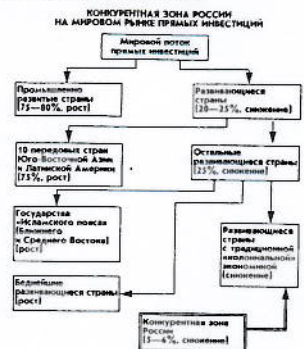 КОНКУРЕНТНАЯ ЗОНА РОССИИ
НА МИРОВОМ РЫНКЕ ПРЯМЫХ ИНВЕСТИЦИЙ
Мировой поток
прямых инвестиций
Промышленно
развитые страны
(75—80%, рост)
Развивающиеся
страны
(20—25%, снижение)
10 передовых стран
Юго-Восточной Азии
и Латинской Америки
(75%, рост)
Остальные
развивающиеся страны
(25%, снижение)
Государства
«Исламского пояса»
(Ближнего
и Среднего Востока)
(рост)
Развивающиеся
страны
с традиционной
«колониальной»
экономикой
(снижение)
Беднейшие
развивающиеся страны
(рост)
Конкурентная зона
России
(5—6%, снижение)